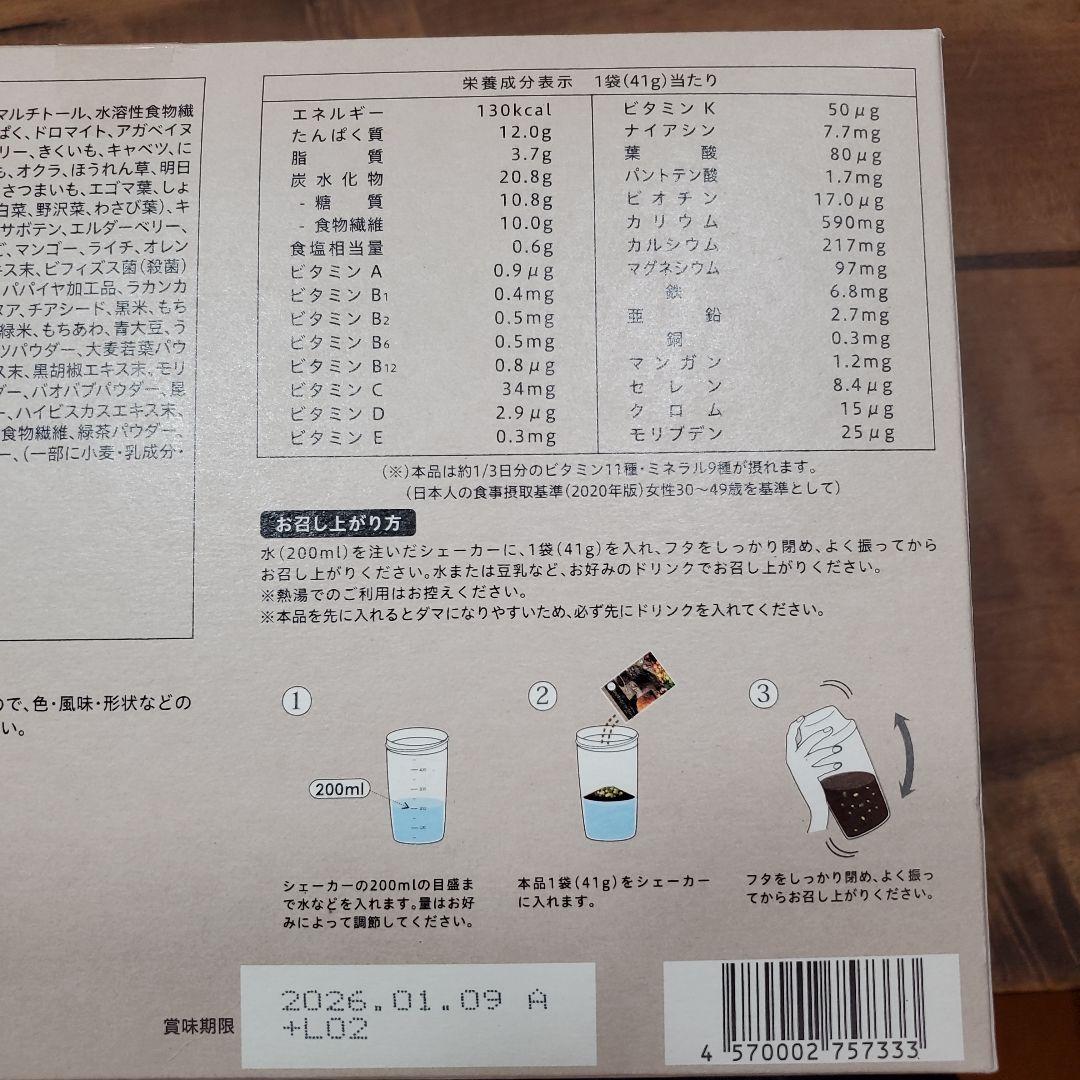 マルチトール、水溶性食物繊
ぱく、ドロマイト、アガベイヌ
リー、きくいも、キャベツ、に
も、オクラ、ほうれん草、明日
さつまいも、エゴマ葉、しょ
白菜、野沢菜、わさび葉)、キ
サボテン、エルダーベリー、
ご、マンゴー、ライチ、オレン
キス末、ビフィズス菌(殺菌)
パパイヤ加工品、ラカンカ
タア、チアシード、黒米、もち
緑米、もちあわ、青大豆、う
ツパウダー、大麦若葉パウ
ス末、黒胡椒エキス末、モリ
ダー、バオバブパウダー、昆
ー、ハイビスカスエキス末、
食物繊維、緑茶パウダー、
ー、(一部に小麦・乳成分・
ので、色・風味・形状などの
い。
栄養成分表示 1袋(41g)当たり
エネルギー 130kcal
たんぱく質 12.0g
脂質 3.7g
炭水化物 20.8g
- 糖質 10.8g
- 食物繊維 10.0g
食塩相当量 0.6g
ビタミン A 0.9μg
ビタミン B1 0.4mg
ビタミン B2 0.5mg
ビタミン B6 0.5mg
ビタミン B12 0.8μg
ビタミン C 34mg
ビタミン D 2.9μg
ビタミン E 0.3mg
ビタミン K 50μg
ナイアシン 7.7mg
葉酸 80μg
パントテン酸 1.7mg
ビオチン 17.0μg
カリウム 590mg
カルシウム 217mg
マグネシウム 97mg
鉄 6.8mg
亜鉛 2.7mg
銅 0.3mg
マンガン 1.2mg
セレン 8.4μg
クロム 15μg
モリブデン 25μg
(※)本品は約1/3日分のビタミン11種・ミネラル9種が摂れます。
(日本人の食事摂取基準(2020年版)女性30〜49歳を基準として)
お召し上がり方
水(200ml)を注いだシェーカーに、1袋(41g)を入れ、フタをしっかり閉め、よく振ってから
お召し上がりください。水または豆乳など、お好みのドリンクでお召し上がりください。
※熱湯でのご利用はお控えください。
※本品を先に入れるとダマになりやすいため、必ず先にドリンクを入れてください。
1
200ml
シェーカーの200mlの目盛ま
で水などを入れます。量はお好
みによって調節してください。
2
本品1袋(41g)をシェーカー
に入れます。
3
フタをしっかり閉め、よく振っ
てからお召し上がりください。
賞味期限
2026.01.09 A
+L02
4 570002 757333